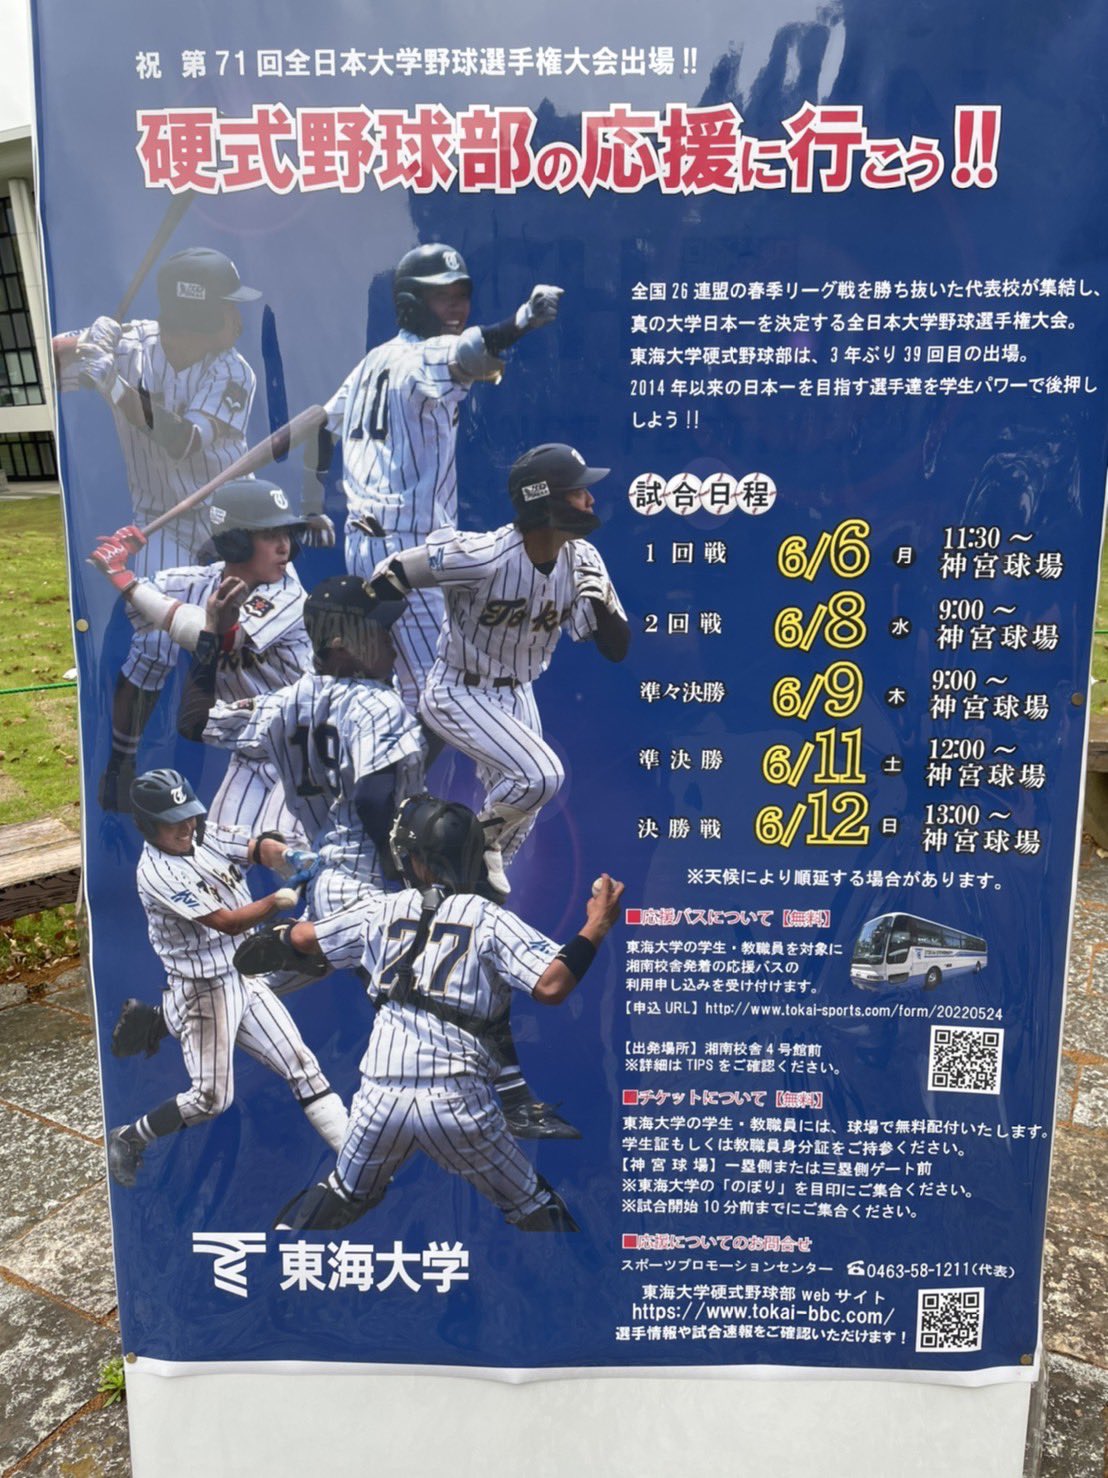 祝 第71回全日本大学野球選手権大会出場!!
硬式野球部の応援に行こう!!
全国26連盟の春季リーグ戦を勝ち抜いた代表校が集結し、
真の大学日本一を決定する全日本大学野球選手権大会。
東海大学硬式野球部は、3年ぶり39回目の出場。
2014年以来の日本一を目指す選手達を学生パワーで後押し
しよう!!
試合日程
1回戦 6/6 月 11:30～ 神宮球場
2回戦 6/8 水 9:00～ 神宮球場
準々決勝 6/9 木 9:00～ 神宮球場
準決勝 6/11 土 12:00～ 神宮球場
決勝戦 6/12 日 13:00～ 神宮球場
※天候により順延する場合があります。
■応援バスについて【無料】
東海大学の学生・教職員を対象に
湘南校舎発着の応援バスの
利用申し込みを受け付けます。
【申込URL】http://www.tokai-sports.com/form/20220524
【出発場所】湘南校舎4号館前
※詳細はTIPSをご確認ください。
■チケットについて【無料】
東海大学の学生・教職員には、球場で無料配付いたします。
学生証もしくは教職員身分証をご持参ください。
【神宮球場】一塁側または三塁側ゲート前
※東海大学の「のぼり」を目印にご集合ください。
※試合開始10分前までにご集合ください。
■応援についてのお問合せ
スポーツプロモーションセンター ☎0463-58-1211(代表)
東海大学硬式野球部webサイト
https://www.tokai-bbc.com/
選手情報や試合速報をご確認いただけます！
東海大学
10
19
27